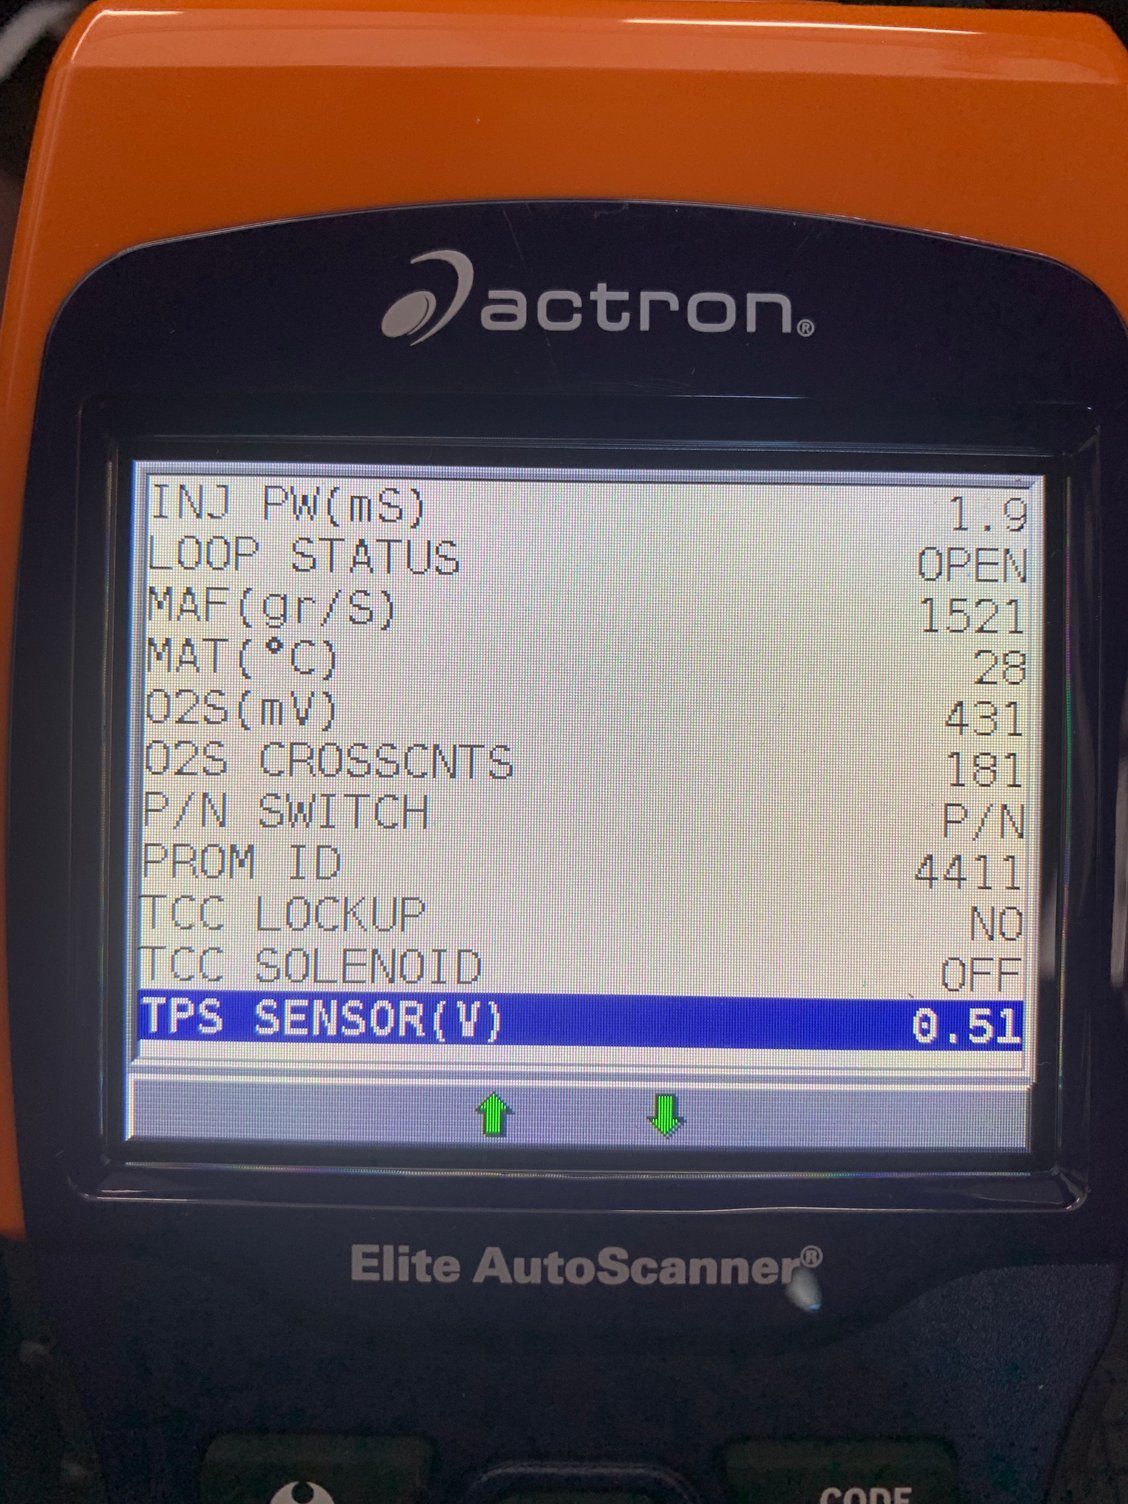 actron®
INJ PW(mS) 1.9
LOOP STATUS OPEN
MAF(gr/S) 1521
MAT(°C) 28
O2S(mV) 431
O2S CROSSCNTS 181
P/N SWITCH P/N
PROM ID 4411
TCC LOCKUP NO
TCC SOLENOID OFF
TPS SENSOR(V) 0.51
Elite AutoScanner®
CODE